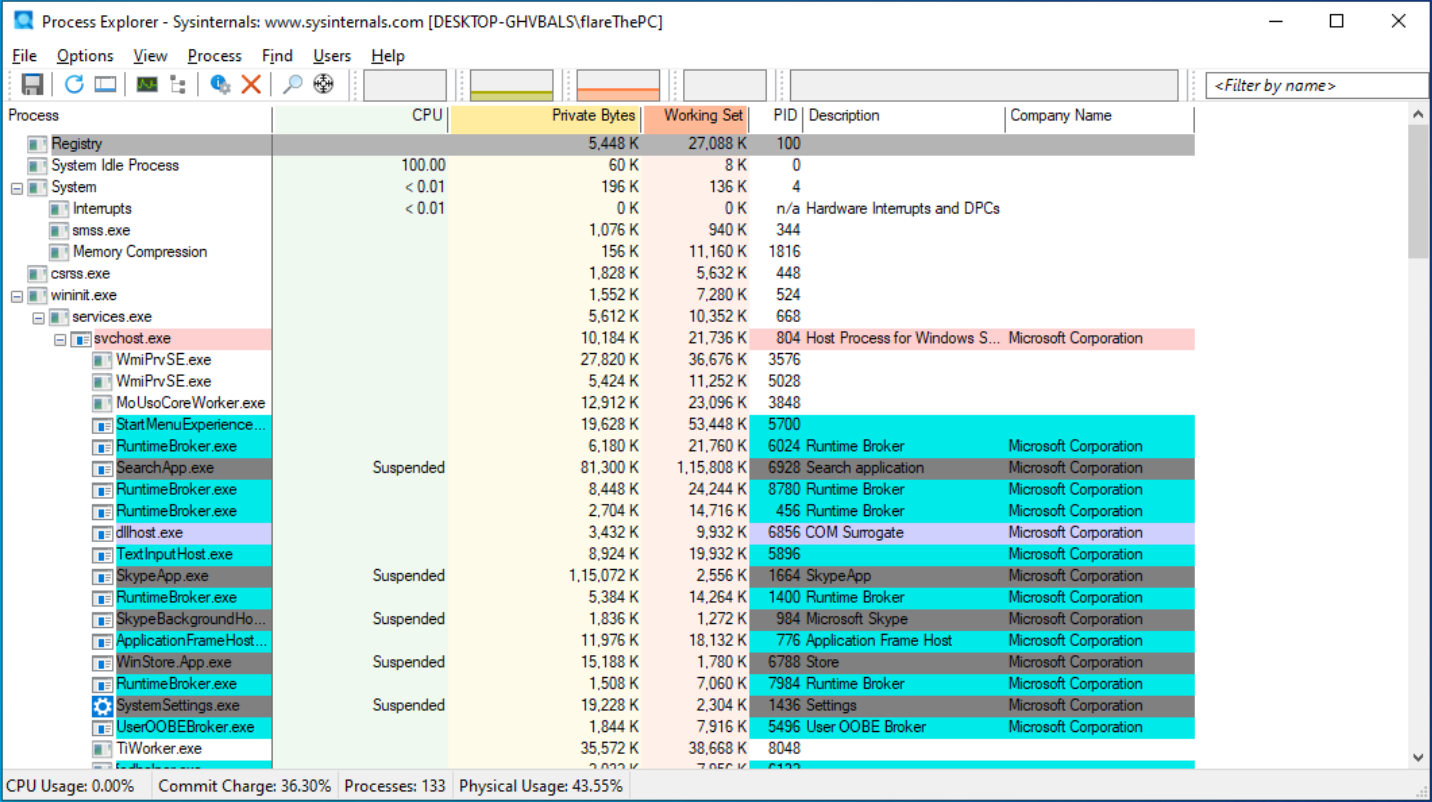 Process Explorer - Sysinternals: www.sysinternals.com [DESKTOP-GHVBALS\flareThePC]
File Options View Process Find Users Help
<Filter by name>
Process CPU Private Bytes Working Set PID Description Company Name
Registry 5,448 K 27,088 K 100
System Idle Process 100.00 60 K 8 K 0
System < 0.01 196 K 136 K 4
Interrupts < 0.01 0 K 0 K n/a Hardware Interrupts and DPCs
smss.exe 1,076 K 940 K 344
Memory Compression 156 K 11,160 K 1816
csrss.exe 1,828 K 5,632 K 448
wininit.exe 1,552 K 7,280 K 524
services.exe 5,612 K 10,352 K 668
svchost.exe 10,184 K 21,736 K 804 Host Process for Windows S... Microsoft Corporation
WmiPrvSE.exe 27,820 K 36,676 K 3576
WmiPrvSE.exe 5,424 K 11,252 K 5028
MoUsoCoreWorker.exe 12,912 K 23,096 K 3848
StartMenuExperience... 19,628 K 53,448 K 5700
RuntimeBroker.exe 6,180 K 21,760 K 6024 Runtime Broker Microsoft Corporation
SearchApp.exe Suspended 81,300 K 1,15,808 K 6928 Search application Microsoft Corporation
RuntimeBroker.exe 8,448 K 24,244 K 8780 Runtime Broker Microsoft Corporation
RuntimeBroker.exe 2,704 K 14,716 K 456 Runtime Broker Microsoft Corporation
dllhost.exe 3,432 K 9,932 K 6856 COM Surrogate Microsoft Corporation
TextInputHost.exe 8,924 K 19,932 K 5896 Microsoft Corporation
SkypeApp.exe Suspended 1,15,072 K 2,556 K 1664 SkypeApp Microsoft Corporation
RuntimeBroker.exe 5,384 K 14,264 K 1400 Runtime Broker Microsoft Corporation
SkypeBackgroundHo... Suspended 1,836 K 1,272 K 984 Microsoft Skype Microsoft Corporation
ApplicationFrameHost... 11,976 K 18,132 K 776 Application Frame Host Microsoft Corporation
WinStore.App.exe Suspended 15,188 K 1,780 K 6788 Store Microsoft Corporation
RuntimeBroker.exe 1,508 K 7,060 K 7984 Runtime Broker Microsoft Corporation
SystemSettings.exe Suspended 19,228 K 2,304 K 1436 Settings Microsoft Corporation
UserOOBEBroker.exe 1,844 K 7,916 K 5496 User OOBE Broker Microsoft Corporation
TiWorker.exe 35,572 K 38,668 K 8048
CPU Usage: 0.00% Commit Charge: 36.30% Processes: 133 Physical Usage: 43.55%